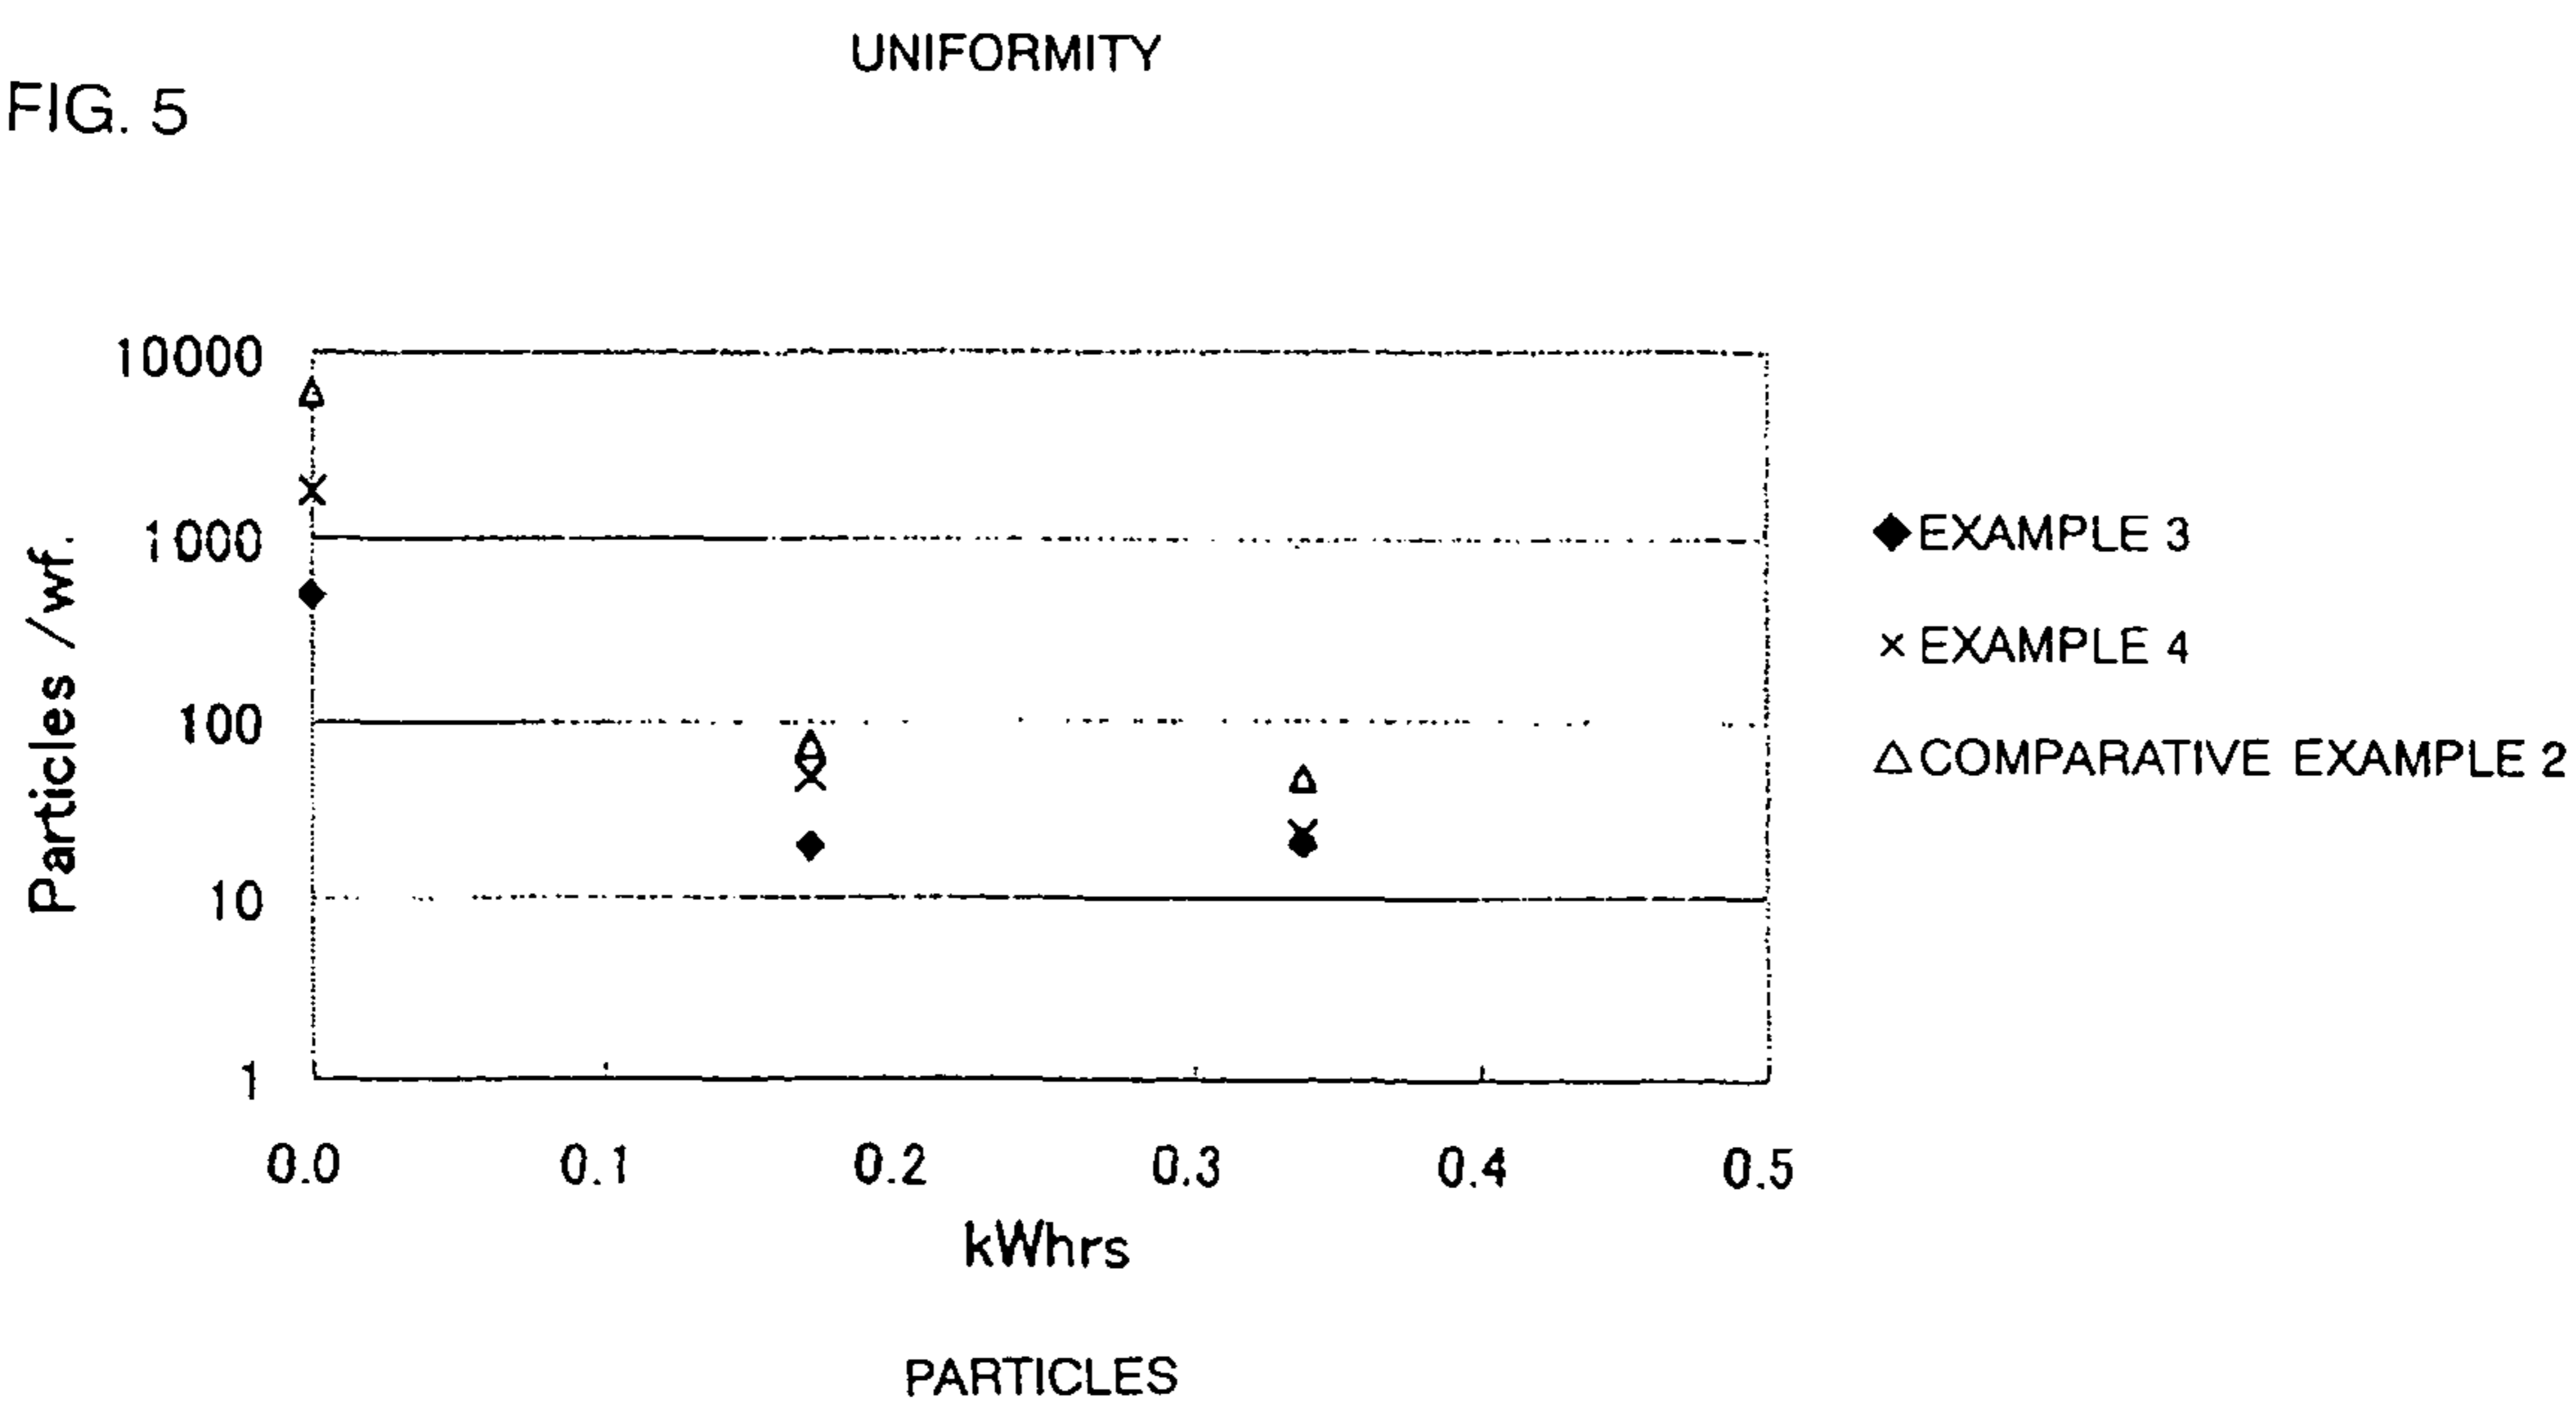 UNIFORMITY
FIG. 5
10000
1000
100
10
1
Particles /wf.
0.0 0.1 0.2 0.3 0.4 0.5
kWhrs
EXAMPLE 3
EXAMPLE 4
COMPARATIVE EXAMPLE 2
PARTICLES